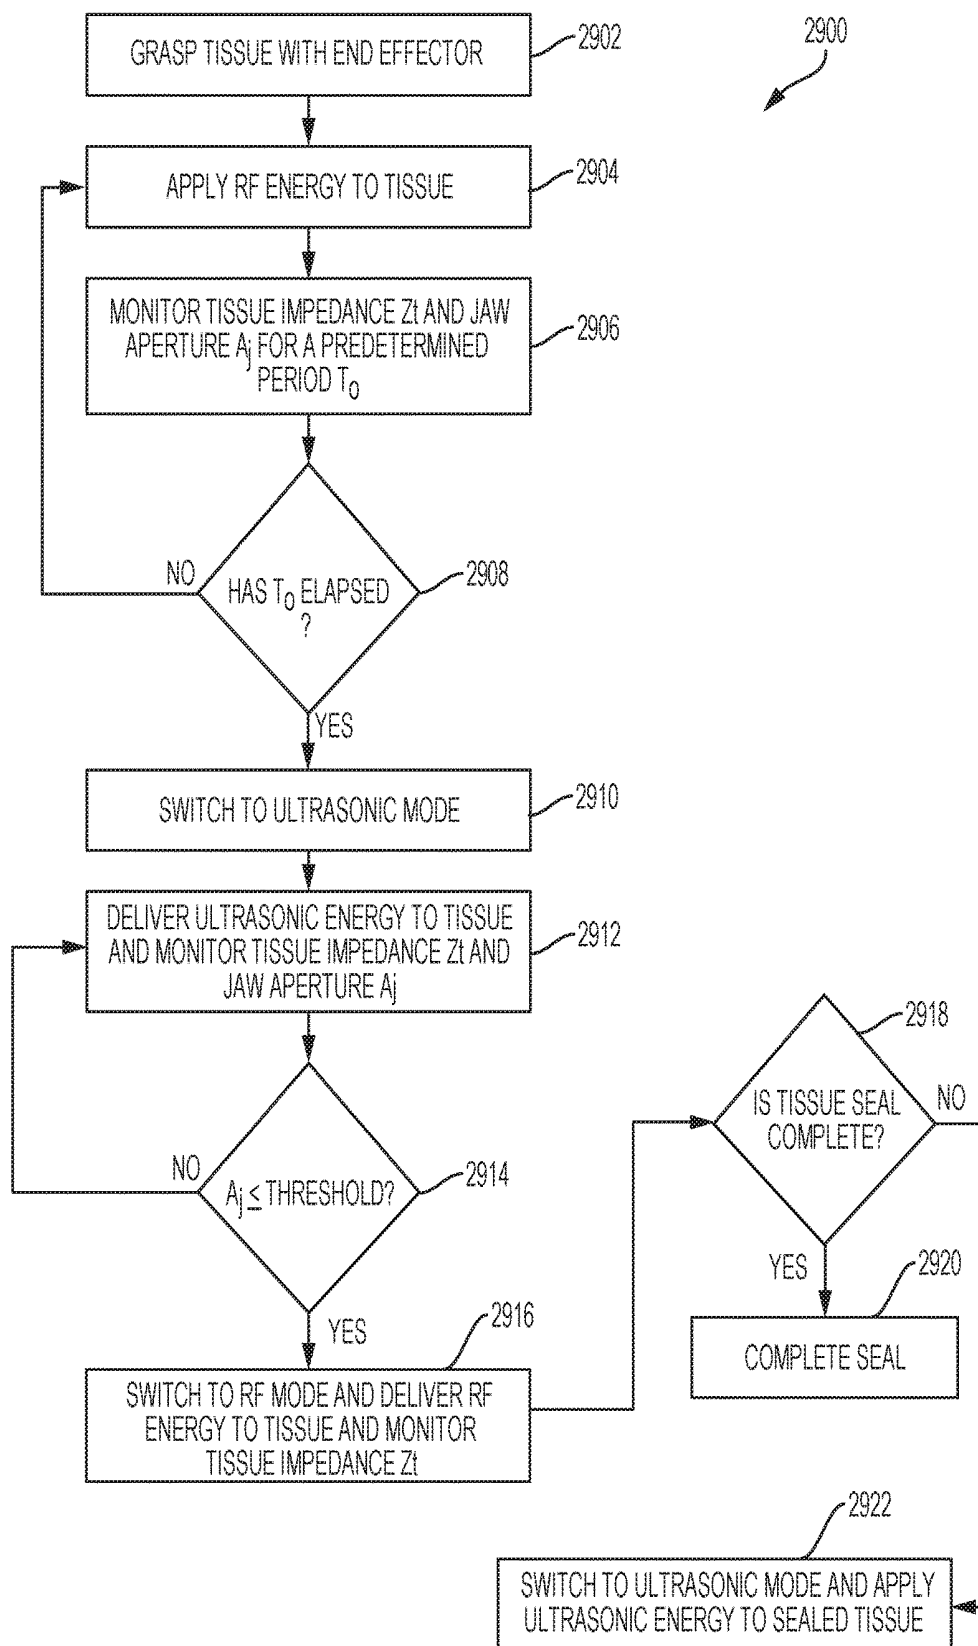 GRASP TISSUE WITH END EFFECTOR
2902
2900
APPLY RF ENERGY TO TISSUE
2904
MONITOR TISSUE IMPEDANCE Zt AND JAW
APERTURE Aj FOR A PREDETERMINED
PERIOD T0
2906
NO
HAS T0 ELAPSED
?
2908
YES
SWITCH TO ULTRASONIC MODE
2910
DELIVER ULTRASONIC ENERGY TO TISSUE
AND MONITOR TISSUE IMPEDANCE Zt AND
JAW APERTURE Aj
2912
NO
Aj ≤ THRESHOLD?
2914
YES
2916
SWITCH TO RF MODE AND DELIVER RF
ENERGY TO TISSUE AND MONITOR
TISSUE IMPEDANCE Zt
2918
IS TISSUE SEAL
COMPLETE?
NO
YES
2920
COMPLETE SEAL
2922
SWITCH TO ULTRASONIC MODE AND APPLY
ULTRASONIC ENERGY TO SEALED TISSUE